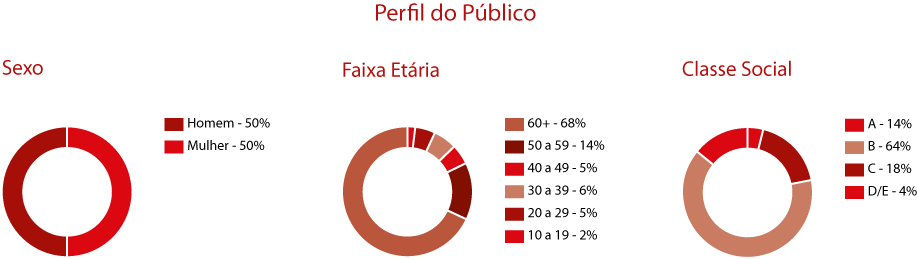 Perfil do Público
Sexo
Homem - 50%
Mulher - 50%
Faixa Etária
60+ - 68%
50 a 59 - 14%
40 a 49 - 5%
30 a 39 - 6%
20 a 29 - 5%
10 a 19 - 2%
Classe Social
A - 14%
B - 64%
C - 18%
D/E - 4%